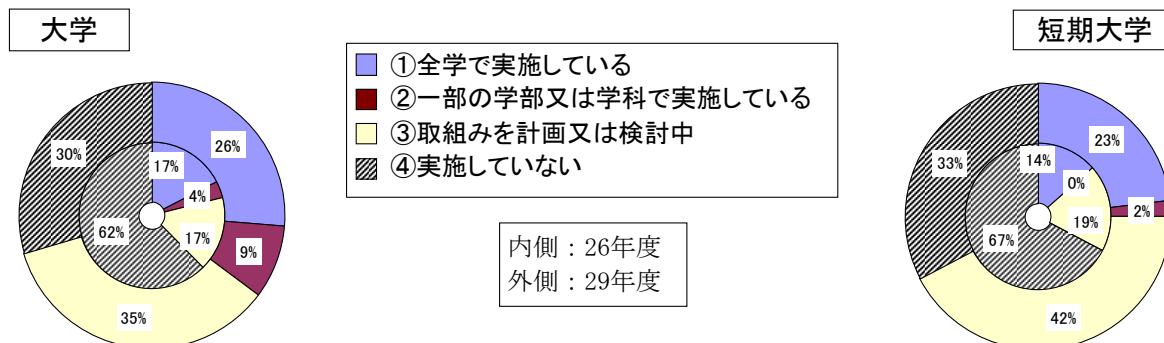 大学
30%
26%
17%
4%
62%
17%
9%
35%
①全学で実施している
②一部の学部又は学科で実施している
③取組みを計画又は検討中
④実施していない
内側：26年度
外側：29年度
短期大学
33%
23%
14%
0%
2%
19%
67%
42%